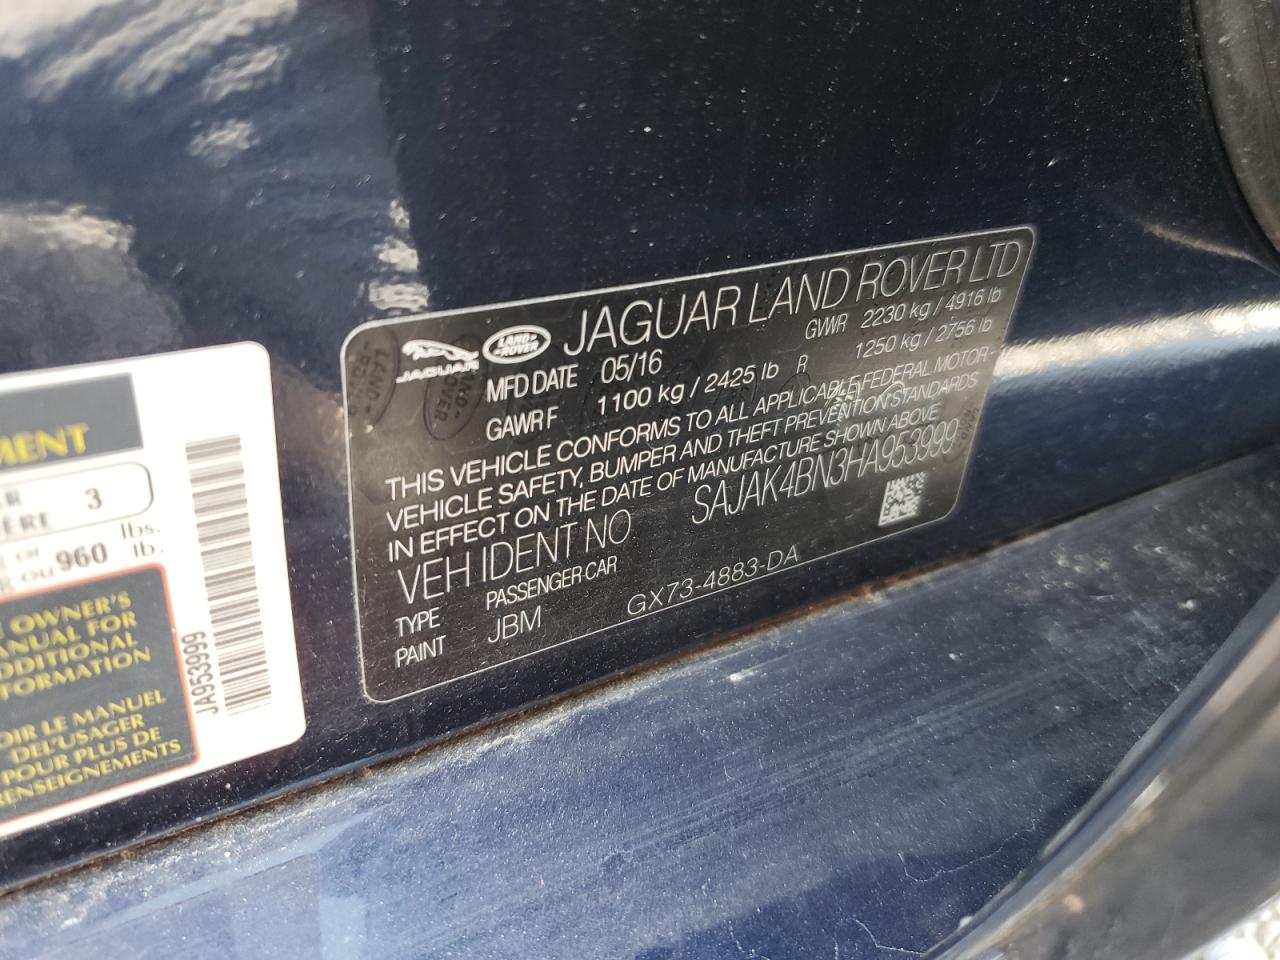 MENT
R 3
ÈRE
OF lbs.
OU 960 lb.
OWNER'S
MANUAL FOR
ADDITIONAL
FORMATION
OIR LE MANUEL
DE L'USAGER
POUR PLUS DE
RENSEIGNEMENTS
JA953999
JAGUAR
LAND-
ROVER
JAGUAR LAND ROVER LTD
MFD DATE 05/16 GVWR 2230 kg / 4916 lb
GAWR F 1100 kg / 2425 lb R 1250 kg / 2756 lb
THIS VEHICLE CONFORMS TO ALL APPLICABLE FEDERAL MOTOR-
VEHICLE SAFETY, BUMPER AND THEFT PREVENTION STANDARDS
IN EFFECT ON THE DATE OF MANUFACTURE SHOWN ABOVE
VEH IDENT NO SAJAK4BN3HA953999
TYPE PASSENGER CAR
PAINT JBM GX73-4883-DA